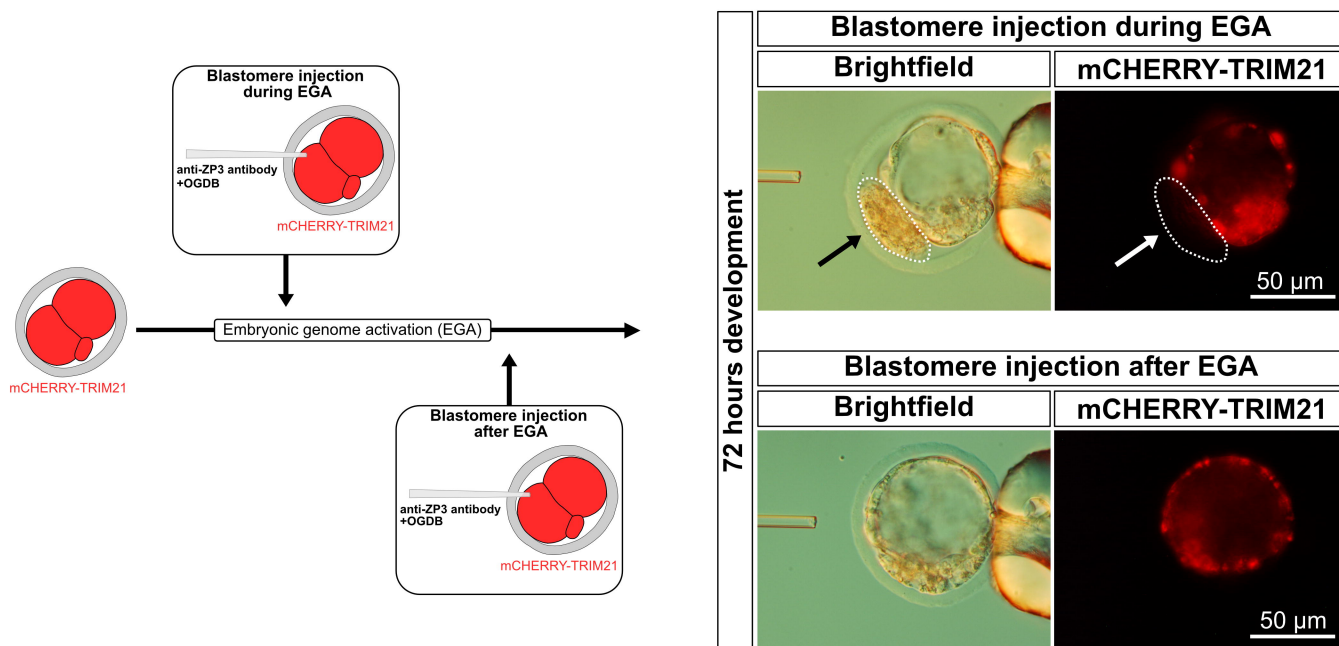 Blastomere injection
during EGA
anti-ZP3 antibody
+OGDB
mCHERRY-TRIM21
mCHERRY-TRIM21
Embryonic genome activation (EGA)
Blastomere injection
after EGA
anti-ZP3 antibody
+OGDB
mCHERRY-TRIM21
72 hours development
Blastomere injection during EGA
Brightfield
mCHERRY-TRIM21
50 µm
Blastomere injection after EGA
Brightfield
mCHERRY-TRIM21
50 µm